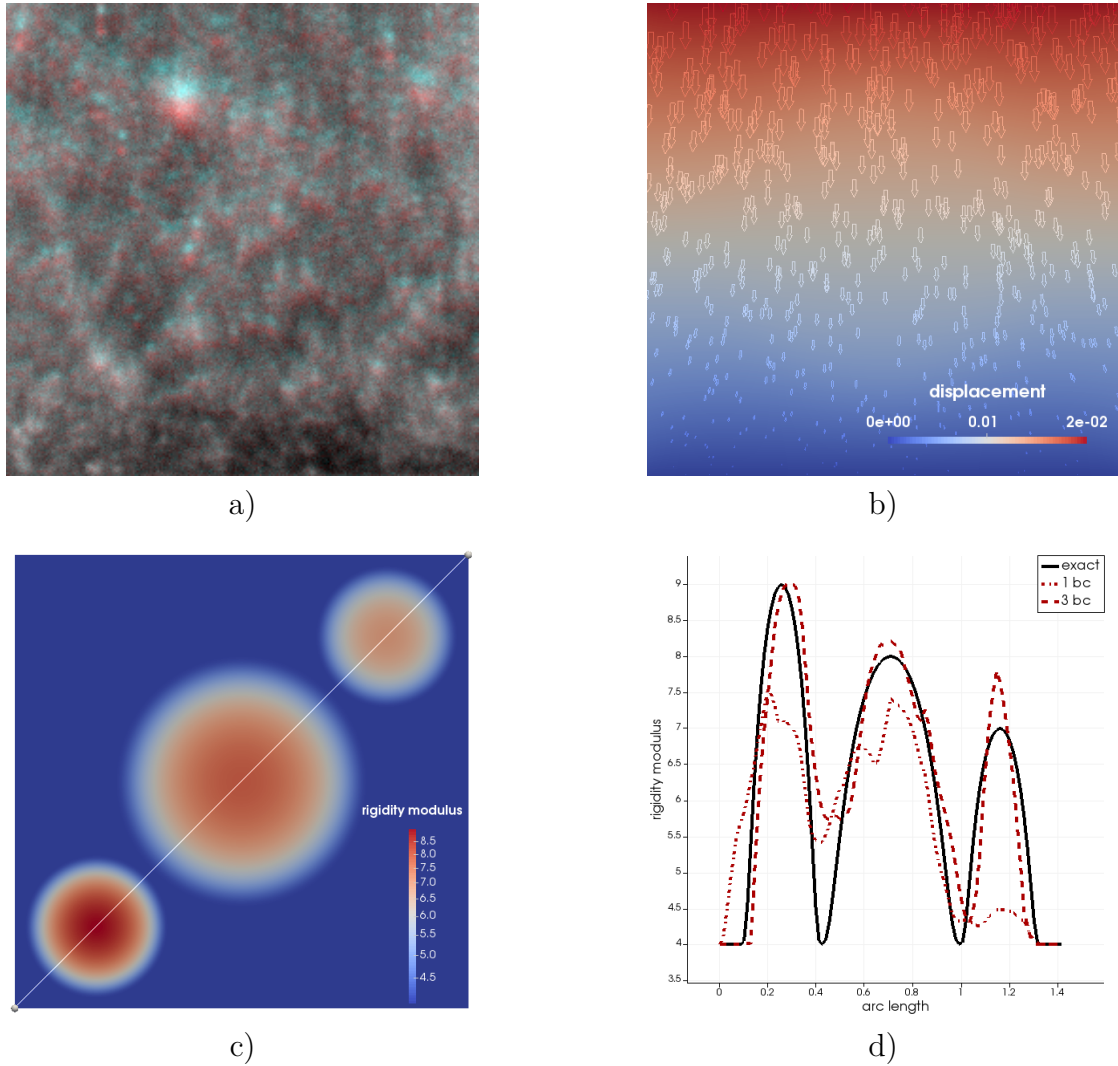 displacement
0e+00 0.01 2e-02
a)
b)
rigidity modulus
8.5
8.0
7.5
7.0
6.5
6.0
5.5
5.0
4.5
c)
exact
1 bc
3 bc
9
8.5
8
7.5
7
6.5
6
5.5
5
4.5
4
3.5
rigidity modulus
0 0.2 0.4 0.6 0.8 1 1.2 1.4
arc length
d)